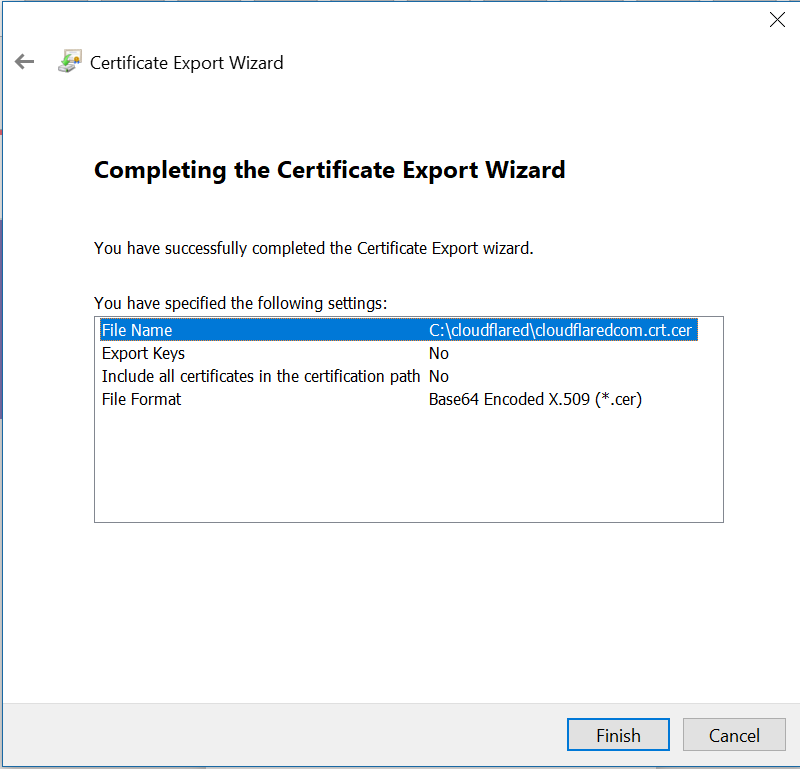 Certificate Export Wizard
Completing the Certificate Export Wizard
You have successfully completed the Certificate Export wizard.
You have specified the following settings:
File Name C:\cloudflared\cloudflaredcom.crt.cer
Export Keys No
Include all certificates in the certification path No
File Format Base64 Encoded X.509 (*.cer)
Finish Cancel